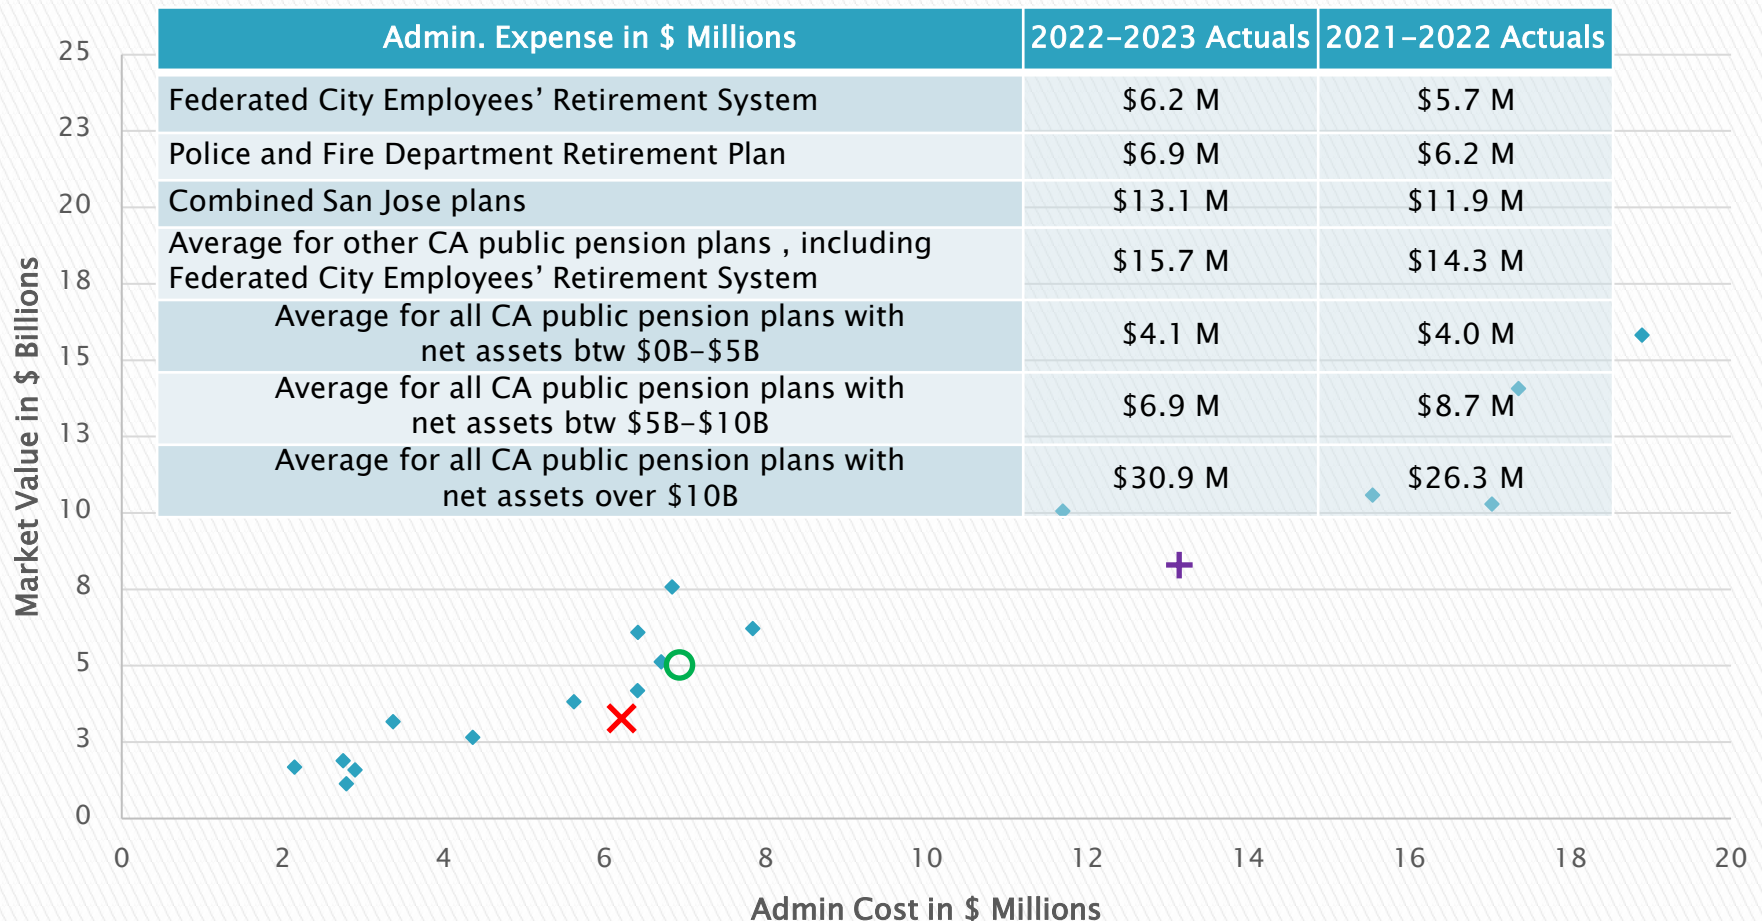 Admin. Expense in $ Millions 2022-2023 Actuals 2021-2022 Actuals
Federated City Employees’ Retirement System $6.2 M $5.7 M
Police and Fire Department Retirement Plan $6.9 M $6.2 M
Combined San Jose plans $13.1 M $11.9 M
Average for other CA public pension plans , including
Federated City Employees’ Retirement System $15.7 M $14.3 M
Average for all CA public pension plans with
net assets btw $0B-$5B $4.1 M $4.0 M
Average for all CA public pension plans with
net assets btw $5B-$10B $6.9 M $8.7 M
Average for all CA public pension plans with
net assets over $10B $30.9 M $26.3 M
Market Value in $ Billions
25
23
20
18
15
13
10
8
5
3
0
0 2 4 6 8 10 12 14 16 18 20
Admin Cost in $ Millions